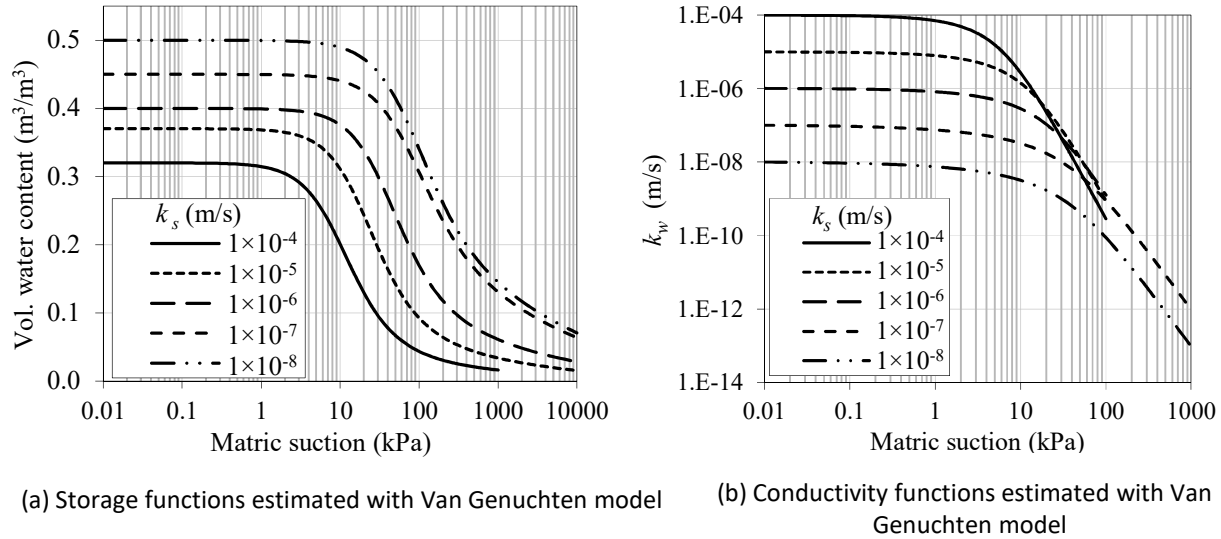 Vol. water content (m³/m³)
0.5
0.4
0.3
0.2
0.1
0.0
k_s (m/s)
1×10⁻⁴
1×10⁻⁵
1×10⁻⁶
1×10⁻⁷
1×10⁻⁸
0.01 0.1 1 10 100 1000 10000
Matric suction (kPa)
(a) Storage functions estimated with Van Genuchten model
k_w (m/s)
1.E-04
1.E-06
1.E-08
1.E-10
1.E-12
1.E-14
k_s (m/s)
1×10⁻⁴
1×10⁻⁵
1×10⁻⁶
1×10⁻⁷
1×10⁻⁸
0.01 0.1 1 10 100 1000
Matric suction (kPa)
(b) Conductivity functions estimated with Van
Genuchten model